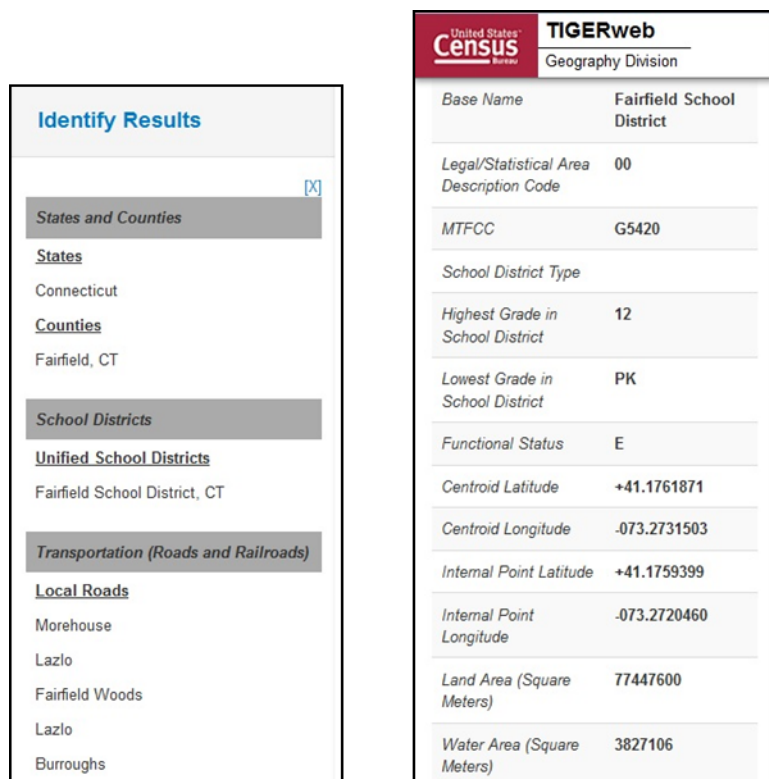 Identify Results
[X]
States and Counties
States
Connecticut
Counties
Fairfield, CT
School Districts
Unified School Districts
Fairfield School District, CT
Transportation (Roads and Railroads)
Local Roads
Morehouse
Lazlo
Fairfield Woods
Lazlo
Burroughs
United States™
Census
Bureau
TIGERweb
Geography Division
Base Name Fairfield School
District
Legal/Statistical Area 00
Description Code
MTFCC G5420
School District Type
Highest Grade in 12
School District
Lowest Grade in PK
School District
Functional Status E
Centroid Latitude +41.1761871
Centroid Longitude -073.2731503
Internal Point Latitude +41.1759399
Internal Point -073.2720460
Longitude
Land Area (Square 77447600
Meters)
Water Area (Square 3827106
Meters)